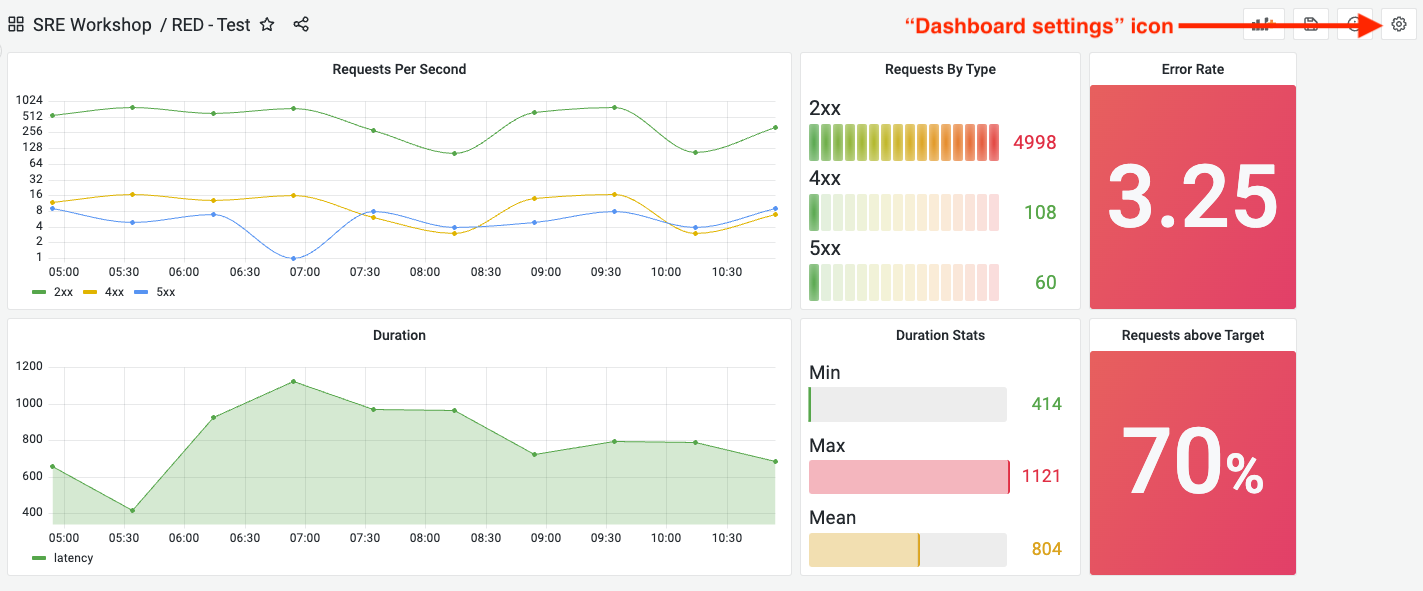 SRE Workshop / RED - Test
“Dashboard settings” icon
Requests Per Second
1024
512
256
128
64
32
16
8
4
2
1
05:00 05:30 06:00 06:30 07:00 07:30 08:00 08:30 09:00 09:30 10:00 10:30
2xx 4xx 5xx
Requests By Type
2xx
4998
4xx
108
5xx
60
Error Rate
3.25
Duration
1200
1000
800
600
400
05:00 05:30 06:00 06:30 07:00 07:30 08:00 08:30 09:00 09:30 10:00 10:30
latency
Duration Stats
Min
414
Max
1121
Mean
804
Requests above Target
70%